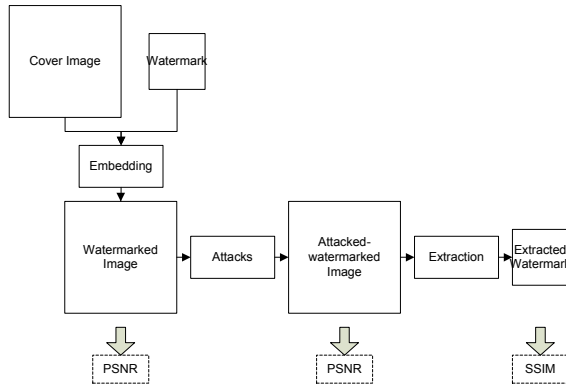 Cover Image
Watermark
Embedding
Watermarked
Image
Attacks
Attacked-
watermarked
Image
Extraction
Extracted
Watermark
PSNR
PSNR
SSIM